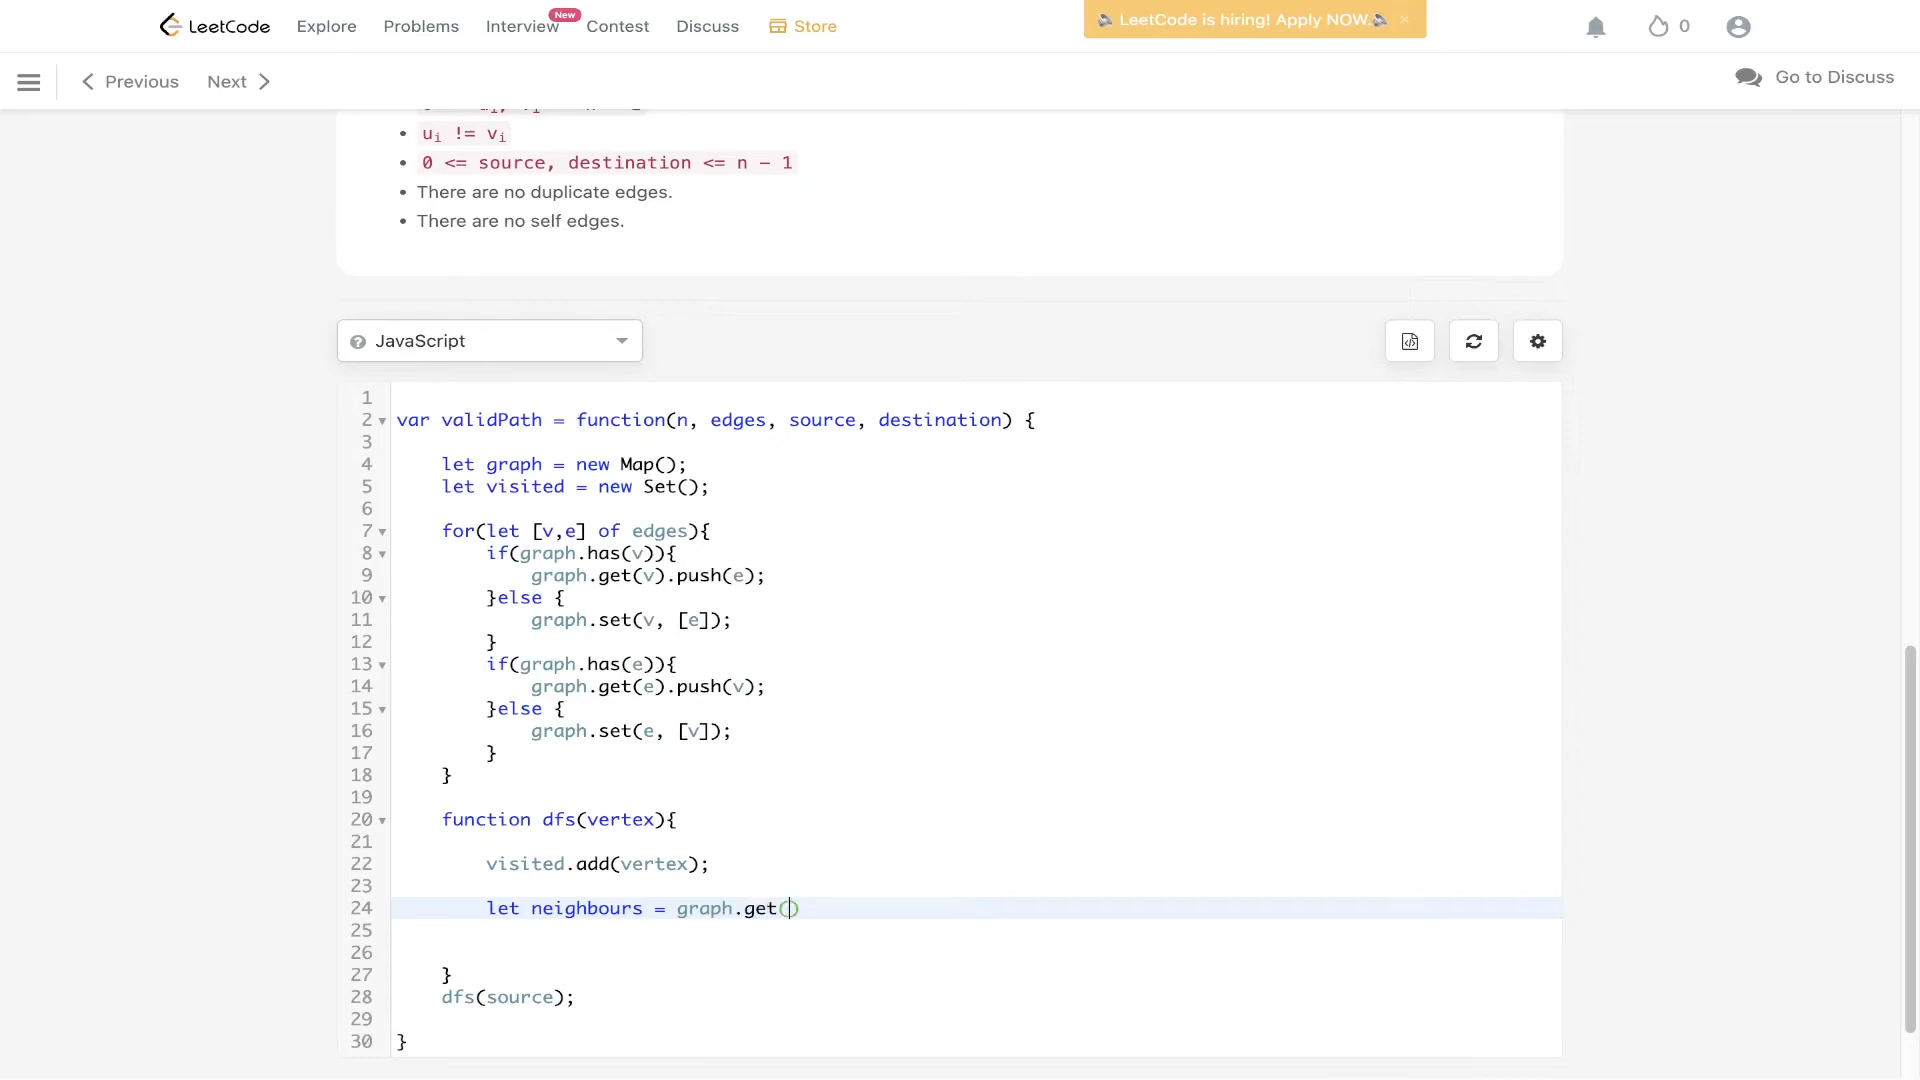 LeetCode
Explore
Problems
Interview
New
Contest
Discuss
Store
LeetCode is hiring! Apply NOW.
0
Previous
Next
Go to Discuss
ui != vi
0 <= source, destination <= n - 1
There are no duplicate edges.
There are no self edges.
JavaScript
1
2 var validPath = function(n, edges, source, destination) {
3
4 let graph = new Map();
5 let visited = new Set();
6
7 for(let [v,e] of edges){
8 if(graph.has(v)){
9 graph.get(v).push(e);
10 }else {
11 graph.set(v, [e]);
12 }
13 if(graph.has(e)){
14 graph.get(e).push(v);
15 }else {
16 graph.set(e, [v]);
17 }
18 }
19
20 function dfs(vertex){
21
22 visited.add(vertex);
23
24 let neighbours = graph.get()
25
26
27 }
28 dfs(source);
29
30 }